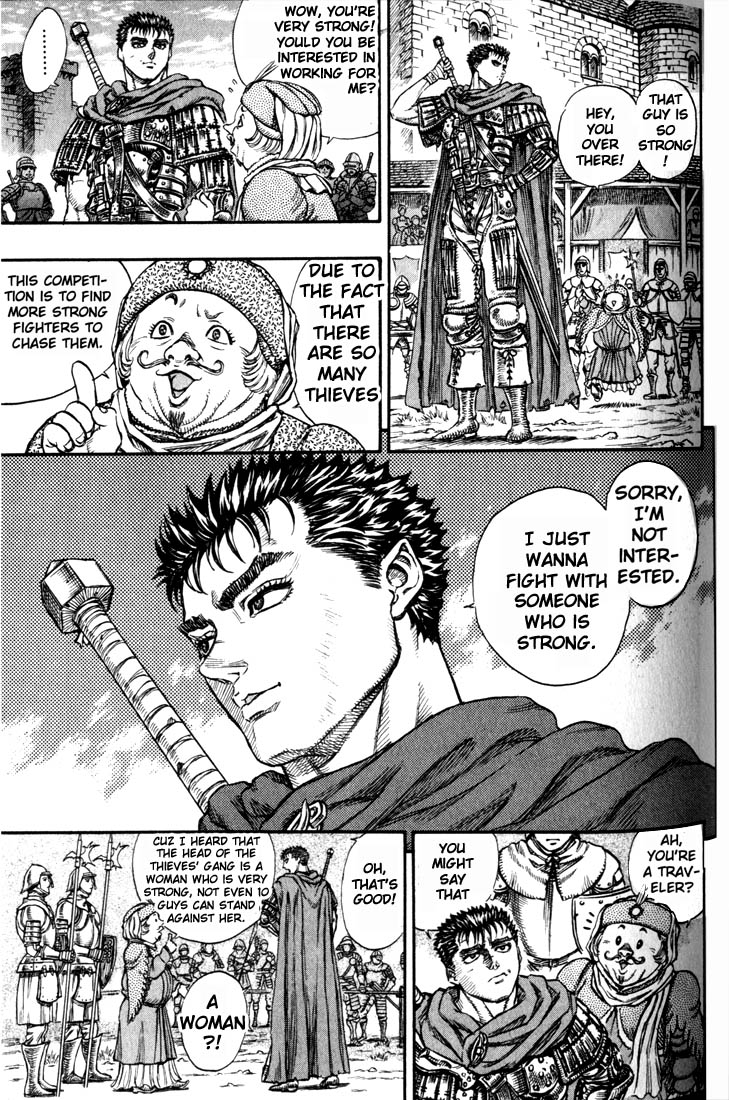 THAT
GUY IS
SO
STRONG
!
HEY,
YOU
OVER
THERE!
WOW, YOU'RE
VERY STRONG!
YOULD YOU BE
INTERESTED IN
WORKING FOR
ME?
........
DUE TO
THE FACT
THAT
THERE
ARE SO
MANY
THIEVES
THIS COMPETI-
TION IS TO FIND
MORE STRONG
FIGHTERS TO
CHASE THEM.
SORRY,
I'M
NOT
INTER-
ESTED.
I JUST
WANNA
FIGHT WITH
SOMEONE
WHO IS
STRONG.
AH,
YOU'RE
A TRAV-
ELER?
YOU
MIGHT
SAY
THAT
OH,
THAT'S
GOOD!
CUZ I HEARD THAT
THE HEAD OF THE
THIEVES' GANG IS A
WOMAN WHO IS VERY
STRONG, NOT EVEN 10
GUYS CAN STAND
AGAINST HER.
A
WOMAN
?!